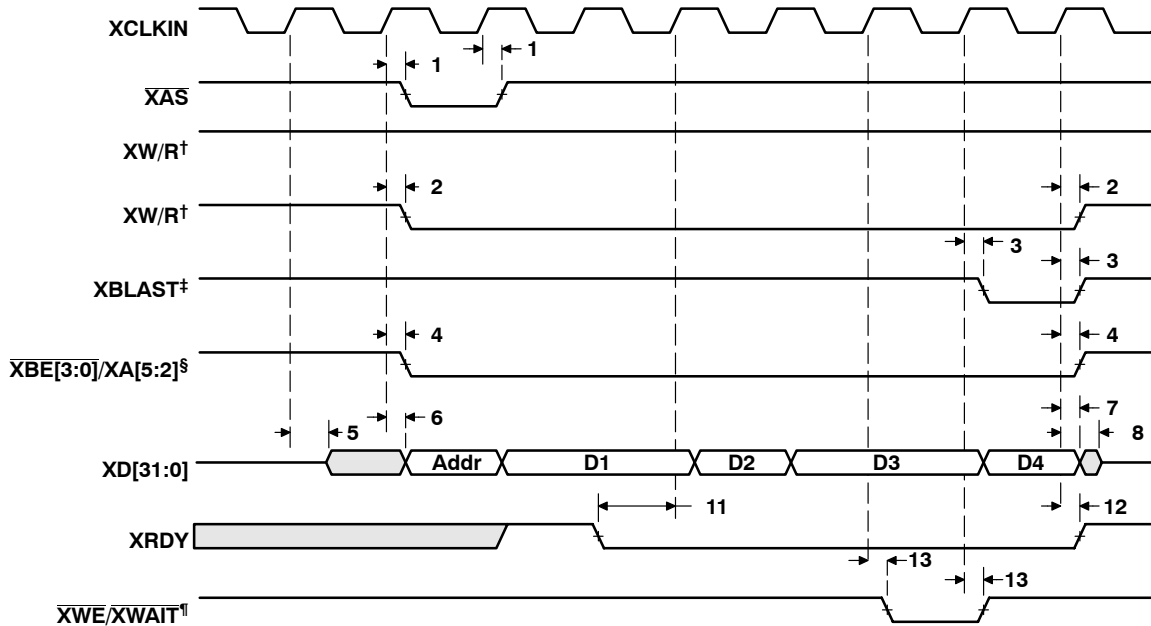 XCLKIN
1
1
XAS
XW/R†
2
2
XW/R†
3
3
XBLAST‡
4
4
XBE[3:0]/XA[5:2]§
6
7
5
8
XD[31:0]
Addr
D1
D2
D3
D4
11
12
XRDY
13
13
XWE/XWAIT¶